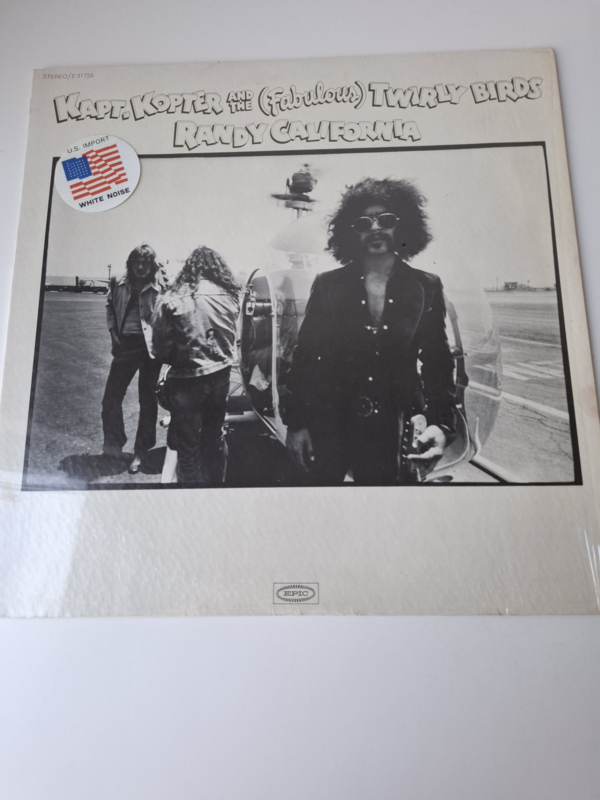 STEREO/E 31755
KAPT. KOPTER AND THE (Fabulous) TWIRLY BIRDS
RANDY CALIFORNIA
U.S. IMPORT
WHITE NOISE
EPIC